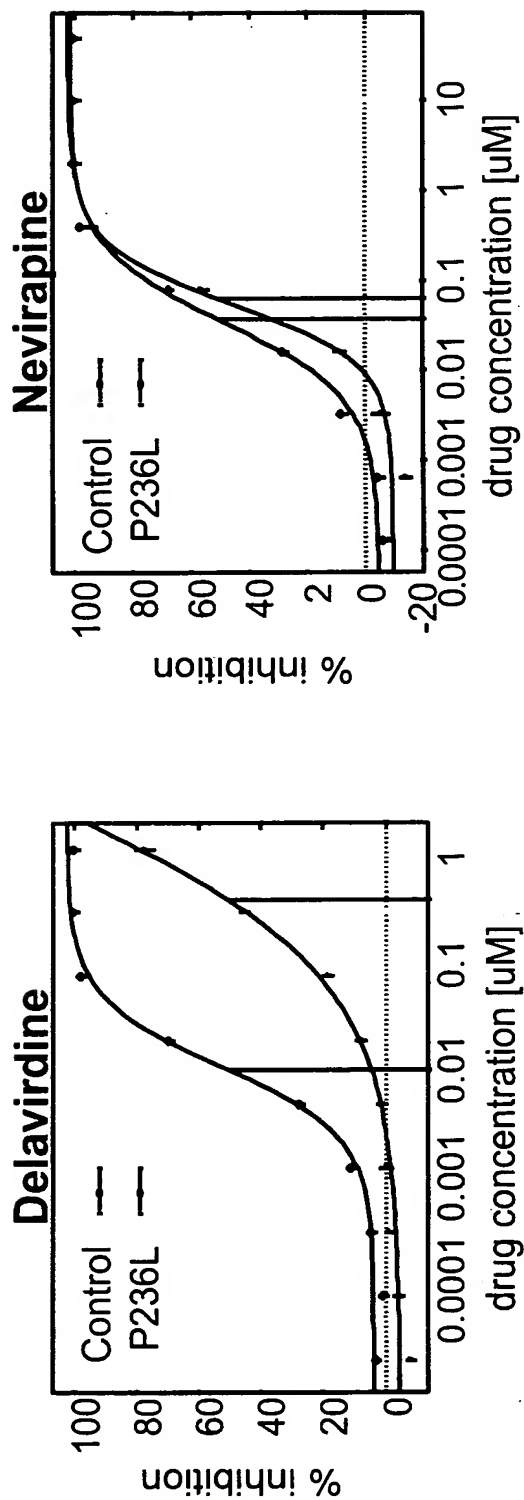 Delavirdine
Control
P236L
% inhibition
100
80
60
40
20
0
0.0001 0.001 0.01 0.1 1
drug concentration [uM]
Nevirapine
Control
P236L
% inhibition
100
80
60
40
2
0
-20
0.0001 0.001 0.01 0.1 1 10
drug concentration [uM]